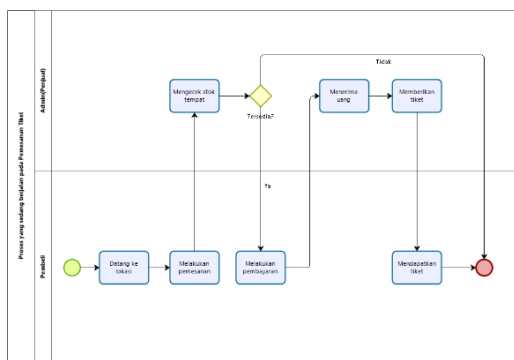 Proses yang sedang berjalan pada Pemesanan Tiket
Admin(Penjual)
Mengecek stok
tempat
Tersedia?
Tidak
Menerima
uang
Memberikan
tiket
Ya
Pembeli
Datang ke
lokasi
Melakukan
pemesanan
Melakukan
pembayaran
Mendapatkan
tiket